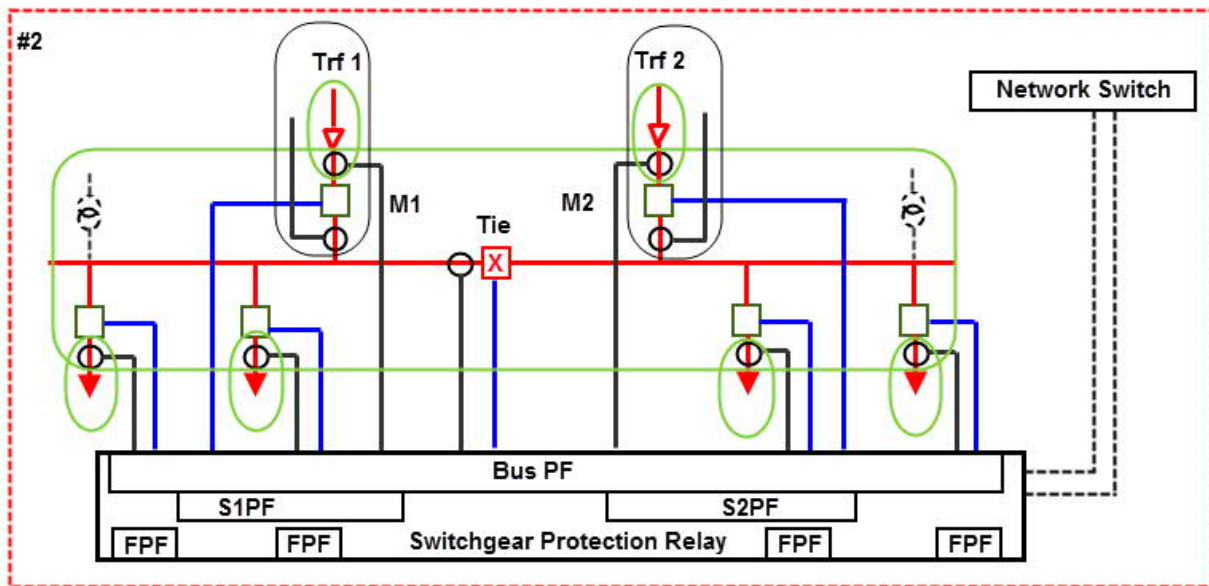 #2
Trf 1
Trf 2
Network Switch
M1
M2
Tie
X
Bus PF
S1PF
S2PF
FPF
FPF
Switchgear Protection Relay
FPF
FPF